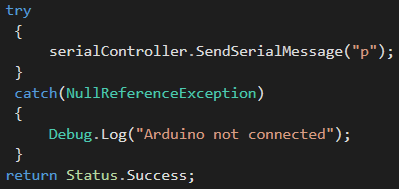 try
{
serialController.SendSerialMessage("p");
}
catch(NullReferenceException)
{
Debug.Log("Arduino not connected");
}
return Status.Success;